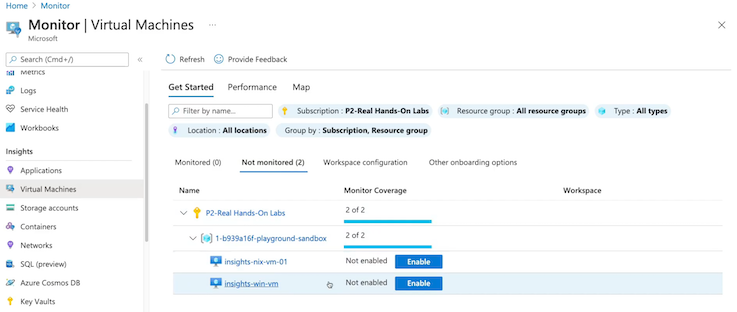 Home > Monitor
Monitor | Virtual Machines ...
Microsoft
Search (Cmd+/)
«
Metrics
Logs
Service Health
Workbooks
Insights
Applications
Virtual Machines
Storage accounts
Containers
Networks
SQL (preview)
Azure Cosmos DB
Key Vaults
Refresh Provide Feedback
Get Started Performance Map
Filter by name... Subscription : P2-Real Hands-On Labs Resource group : All resource groups Type : All types
Location : All locations Group by : Subscription, Resource group
Monitored (0) Not monitored (2) Workspace configuration Other onboarding options
Name Monitor Coverage Workspace
P2-Real Hands-On Labs 2 of 2
1-b939a16f-playground-sandbox 2 of 2
insights-nix-vm-01 Not enabled Enable
insights-win-vm Not enabled Enable